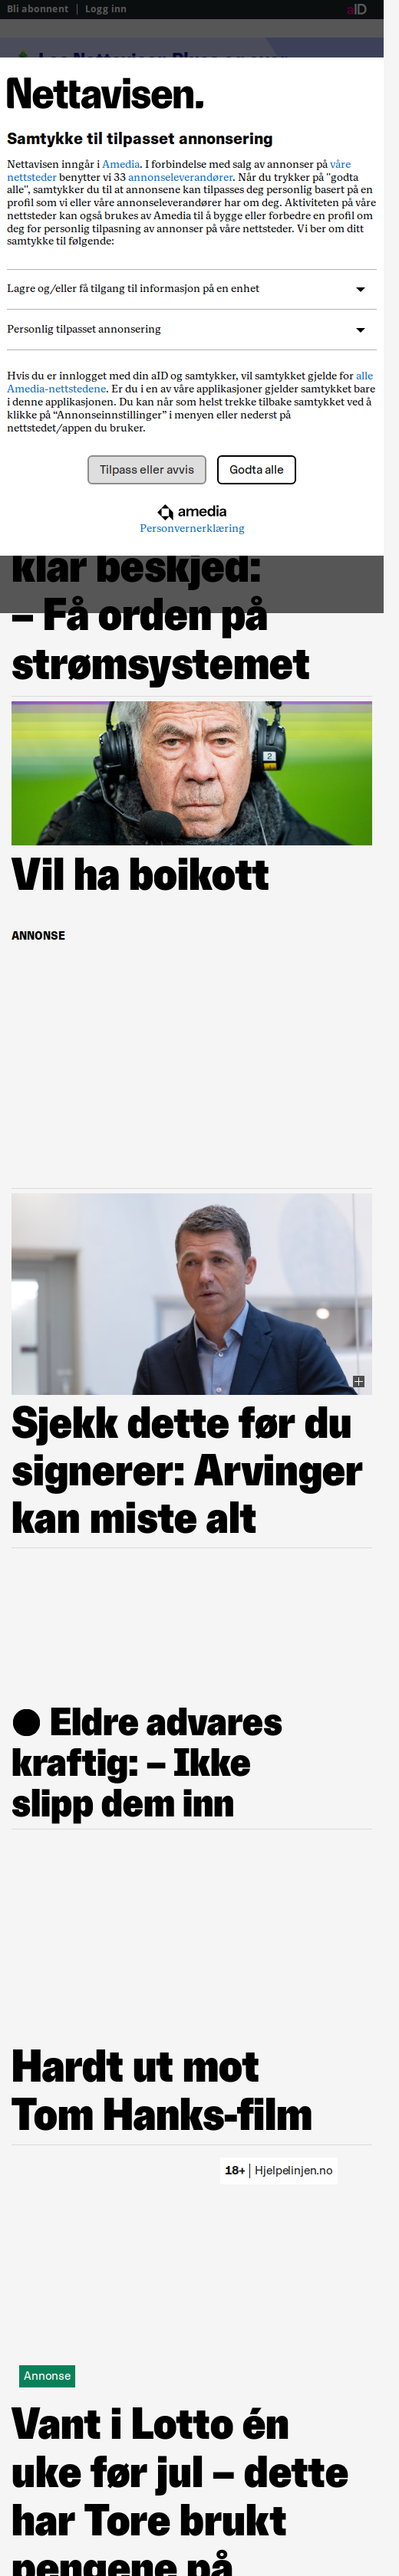 Bli abonnent | Logg inn
aID
Nettavisen.
Samtykke til tilpasset annonsering
Nettavisen inngår i Amedia. I forbindelse med salg av annonser på våre
nettsteder benytter vi 33 annonseleverandører. Når du trykker på "godta
alle", samtykker du til at annonsene kan tilpasses deg personlig basert på en
profil som vi eller våre annonseleverandører har om deg. Aktiviteten på våre
nettsteder kan også brukes av Amedia til å bygge eller forbedre en profil om
deg for personlig tilpasning av annonser på våre nettsteder. Vi ber om ditt
samtykke til følgende:
Lagre og/eller få tilgang til informasjon på en enhet
Personlig tilpasset annonsering
Hvis du er innlogget med din aID og samtykker, vil samtykket gjelde for alle
Amedia-nettstedene. Er du i en av våre applikasjoner gjelder samtykket bare
i denne applikasjonen. Du kan når som helst trekke tilbake samtykket ved å
klikke på “Annonseinnstillinger” i menyen eller nederst på
nettstedet/appen du bruker.
Tilpass eller avvis
Godta alle
amedia
Personvernerklæring
klar beskjed:
– Få orden på
strømsystemet
2
Vil ha boikott
ANNONSE
Sjekk dette før du
signerer: Arvinger
kan miste alt
● Eldre advares
kraftig: – Ikke
slipp dem inn
Hardt ut mot
Tom Hanks-film
18+ | Hjelpelinjen.no
Annonse
Vant i Lotto én
uke før jul – dette
har Tore brukt
pengene på